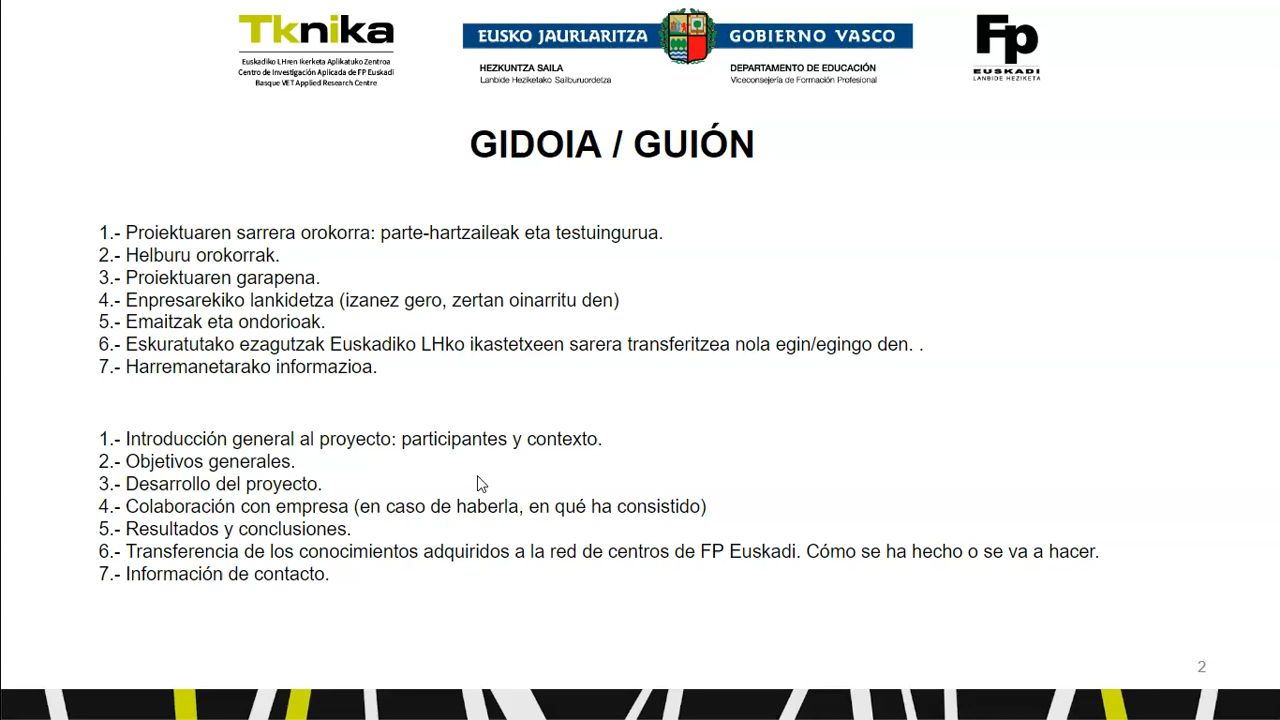 Tknika
Euskadiko LHren Ikerketa Aplikatuko Zentroa
Centro de Investigación Aplicada de FP Euskadi
Basque VET Applied Research Centre
EUSKO JAURLARITZA GOBIERNO VASCO
HEZKUNTZA SAILA
Lanbide Heziketako Sailburuordetza
DEPARTAMENTO DE EDUCACIÓN
Viceconsejería de Formación Profesional
Fp
EUSKADI
LANBIDE HEZIKETA
GIDOIA / GUIÓN
1.- Proiektuaren sarrera orokorra: parte-hartzaileak eta testuingurua.
2.- Helburu orokorrak.
3.- Proiektuaren garapena.
4.- Enpresarekiko lankidetza (izanez gero, zertan oinarritu den)
5.- Emaitzak eta ondorioak.
6.- Eskuratutako ezagutzak Euskadiko LHko ikastetxeen sarera transferitzea nola egin/egingo den. .
7.- Harremanetarako informazioa.
1.- Introducción general al proyecto: participantes y contexto.
2.- Objetivos generales.
3.- Desarrollo del proyecto.
4.- Colaboración con empresa (en caso de haberla, en qué ha consistido)
5.- Resultados y conclusiones.
6.- Transferencia de los conocimientos adquiridos a la red de centros de FP Euskadi. Cómo se ha hecho o se va a hacer.
7.- Información de contacto.
2